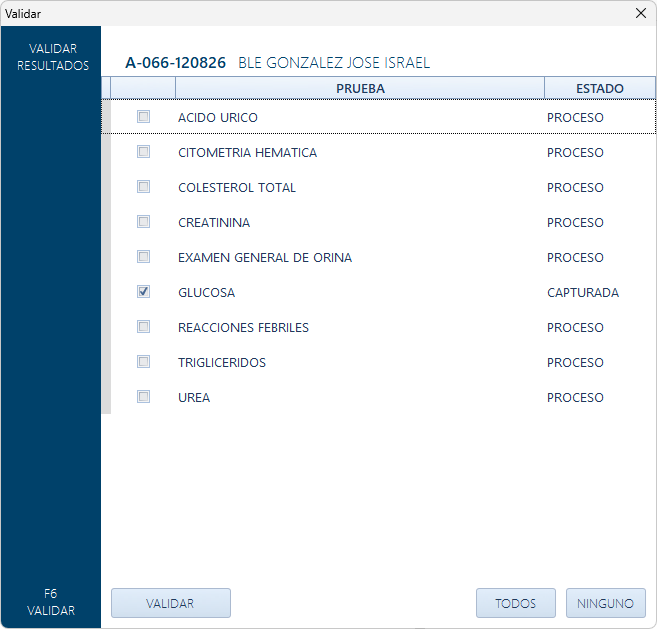 Validar
VALIDAR
RESULTADOS
A-066-120826 BLE GONZALEZ JOSE ISRAEL
PRUEBA ESTADO
ACIDO URICO PROCESO
CITOMETRIA HEMATICA PROCESO
COLESTEROL TOTAL PROCESO
CREATININA PROCESO
EXAMEN GENERAL DE ORINA PROCESO
GLUCOSA CAPTURADA
REACCIONES FEBRILES PROCESO
TRIGLICERIDOS PROCESO
UREA PROCESO
F6
VALIDAR
VALIDAR TODOS NINGUNO